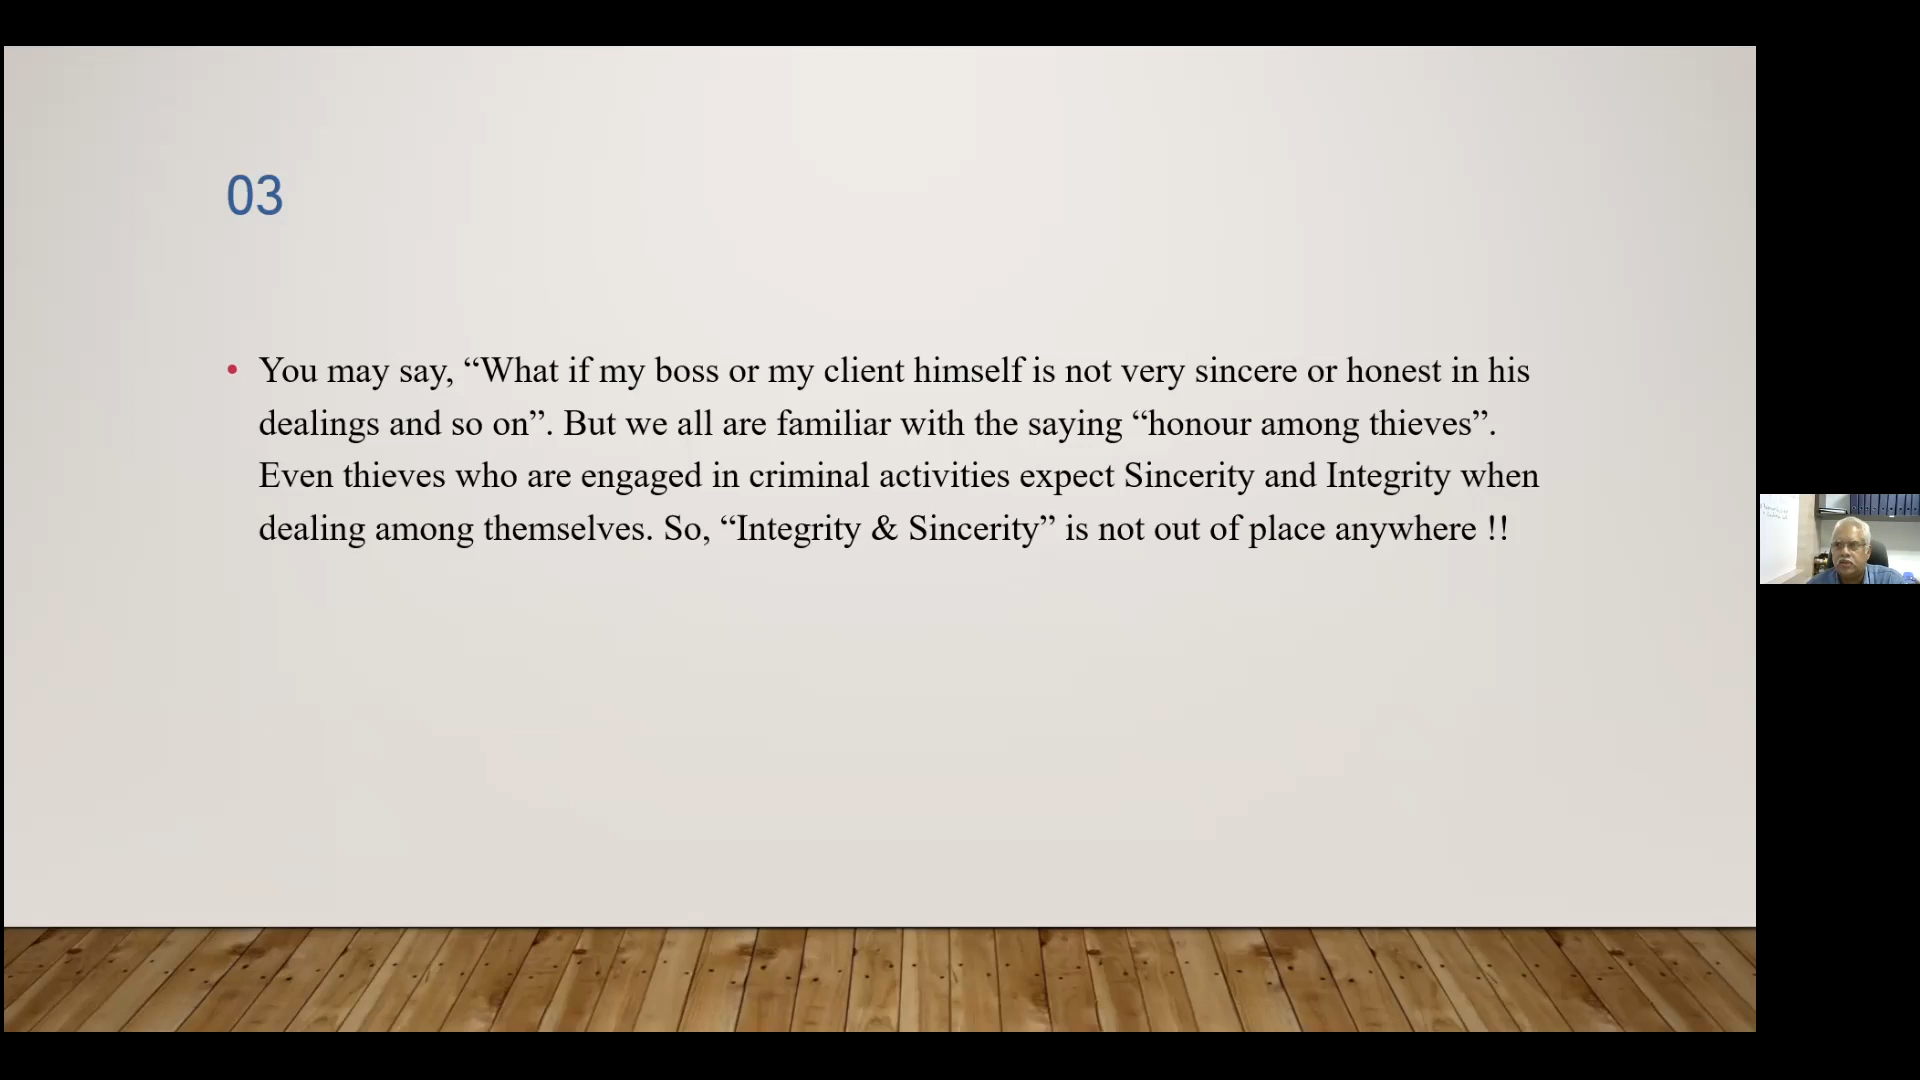 03
• You may say, “What if my boss or my client himself is not very sincere or honest in his
dealings and so on”. But we all are familiar with the saying “honour among thieves”.
Even thieves who are engaged in criminal activities expect Sincerity and Integrity when
dealing among themselves. So, “Integrity & Sincerity” is not out of place anywhere !!